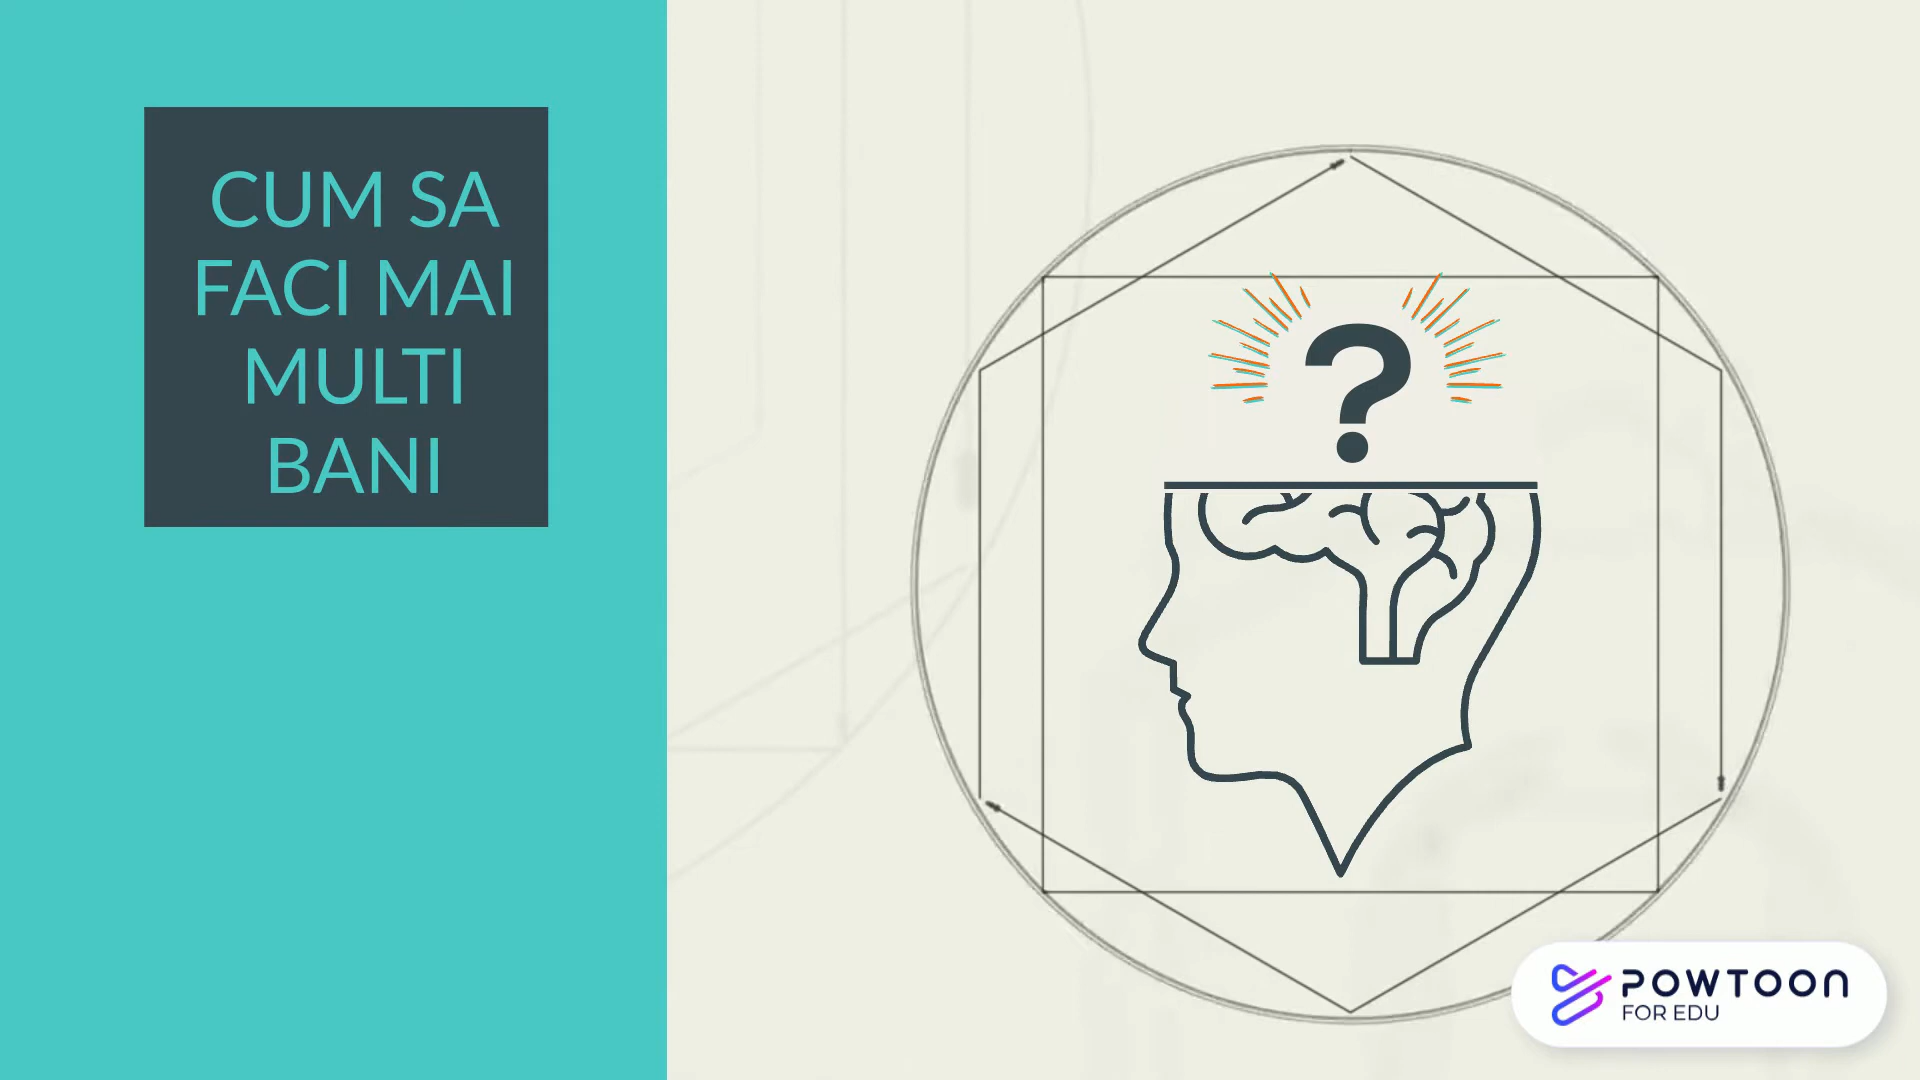 CUM SA
FACI MAI
MULTI
BANI
?
POWTOON
FOR EDU